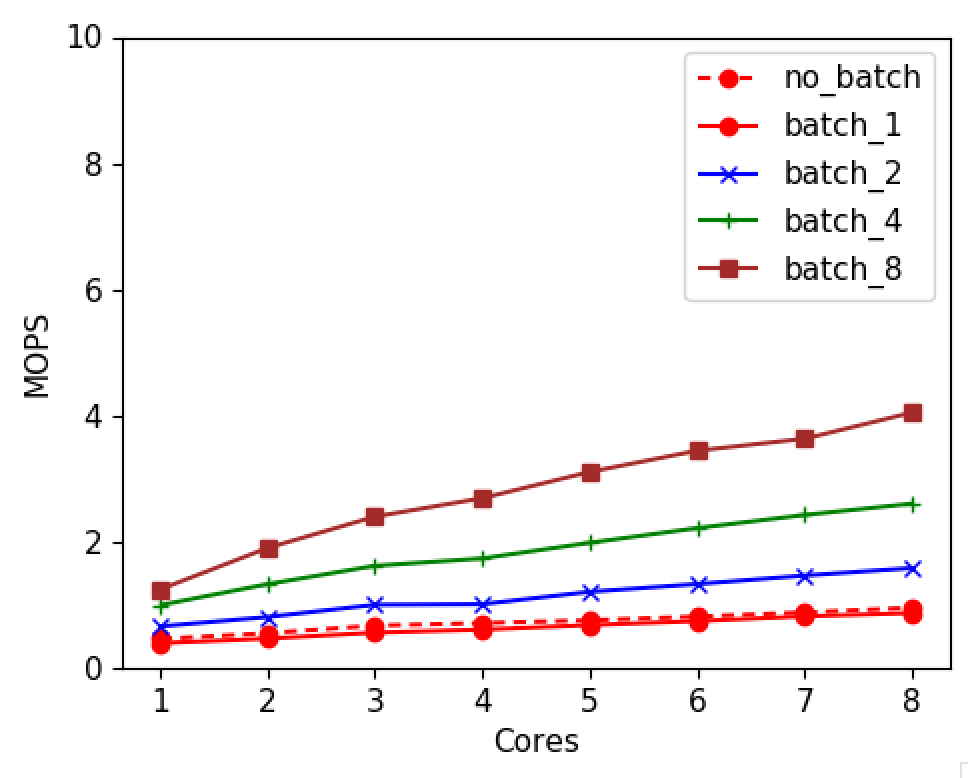 10
8
6
4
2
0
MOPS
1 2 3 4 5 6 7 8
Cores
no_batch
batch_1
batch_2
batch_4
batch_8